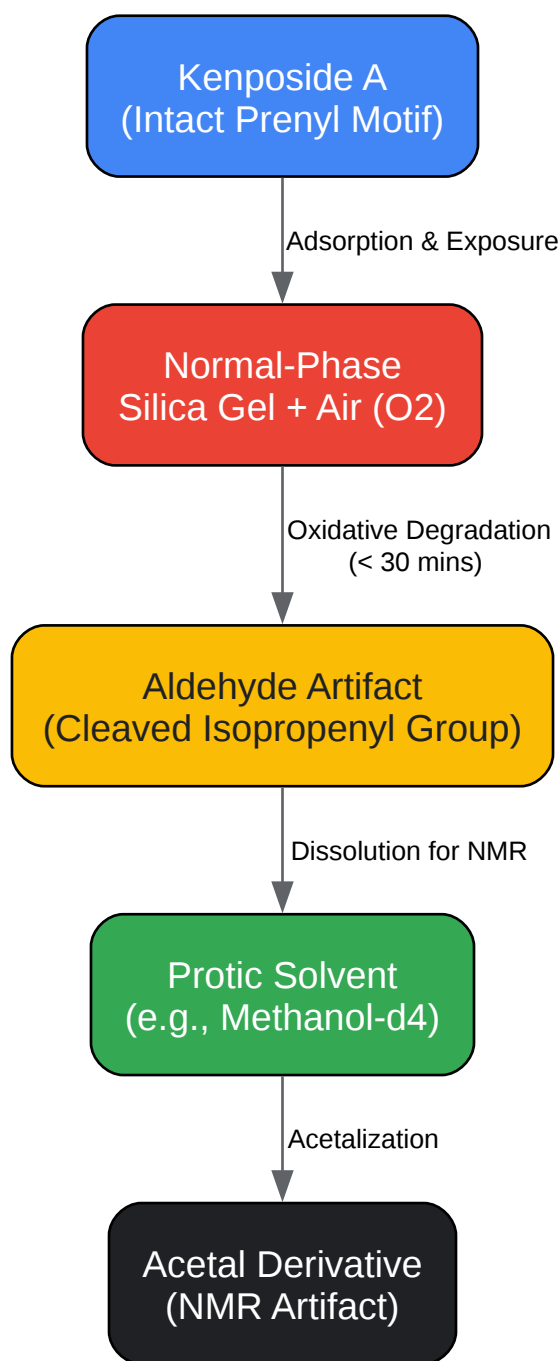 Kenposide A
(Intact Prenyl Motif)
Adsorption & Exposure
Normal-Phase
Silica Gel + Air (O2)
Oxidative Degradation
(< 30 mins)
Aldehyde Artifact
(Cleaved Isopropenyl Group)
Dissolution for NMR
Protic Solvent
(e.g., Methanol-d4)
Acetalization
Acetal Derivative
(NMR Artifact)